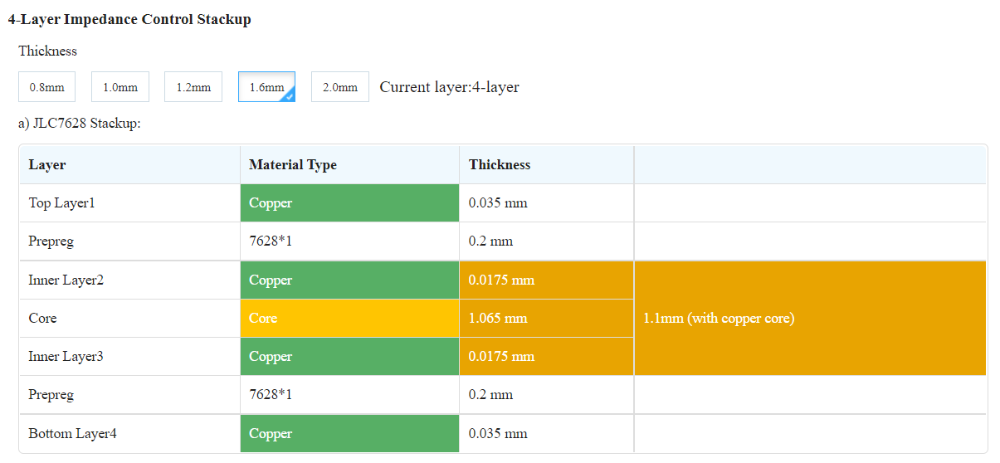 4-Layer Impedance Control Stackup
Thickness
0.8mm 1.0mm 1.2mm 1.6mm 2.0mm Current layer:4-layer
a) JLC7628 Stackup:
Layer Material Type Thickness
Top Layer1 Copper 0.035 mm
Prepreg 7628*1 0.2 mm
Inner Layer2 Copper 0.0175 mm
Core Core 1.065 mm 1.1mm (with copper core)
Inner Layer3 Copper 0.0175 mm
Prepreg 7628*1 0.2 mm
Bottom Layer4 Copper 0.035 mm